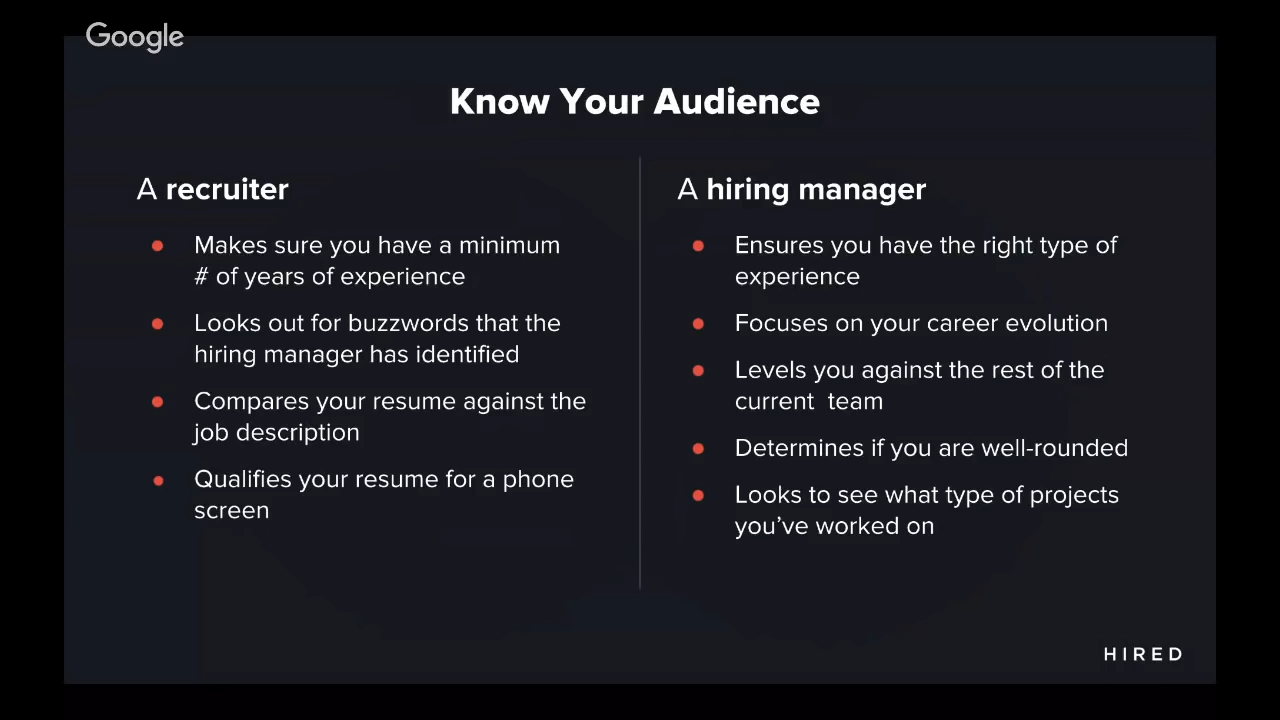 Google
Know Your Audience
A recruiter
Makes sure you have a minimum
# of years of experience
Looks out for buzzwords that the
hiring manager has identified
Compares your resume against the
job description
Qualifies your resume for a phone
screen
A hiring manager
Ensures you have the right type of
experience
Focuses on your career evolution
Levels you against the rest of the
current  team
Determines if you are well-rounded
Looks to see what type of projects
you’ve worked on
HIRED